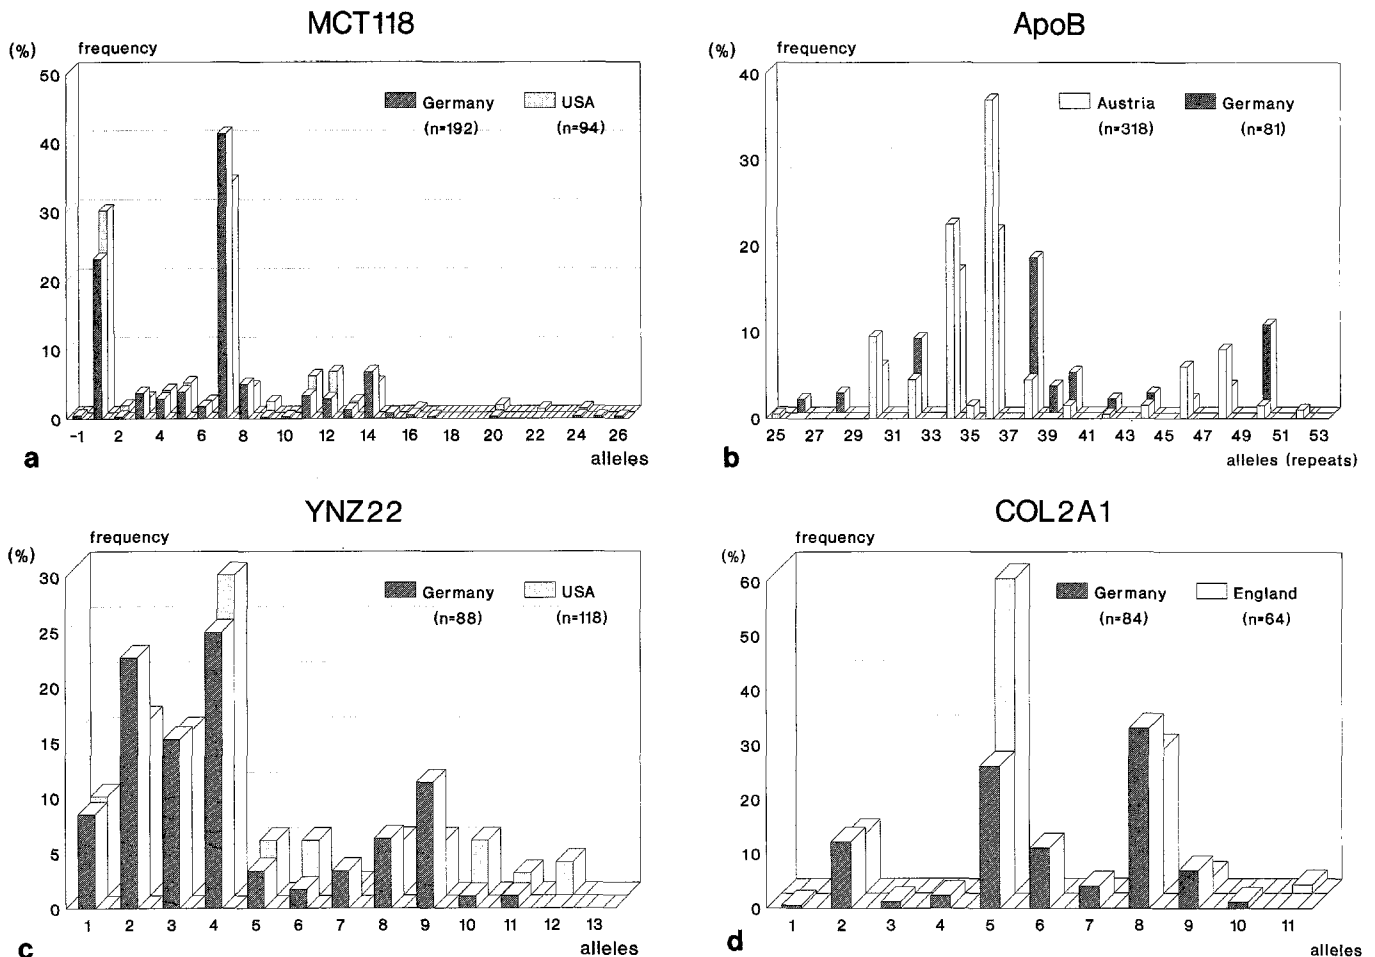 MCT118
(%) frequency
50
40
30
20
10
0
Germany
(n=192)
USA
(n=94)
-1 2 4 6 8 10 12 14 16 18 20 22 24 26
alleles
a
ApoB
(%) frequency
40
30
20
10
0
Austria
(n=318)
Germany
(n=81)
25 27 29 31 33 35 37 39 41 43 45 47 49 51 53
alleles (repeats)
b
YNZ22
frequency
(%)
30
25
20
15
10
5
0
Germany
(n=88)
USA
(n=118)
1 2 3 4 5 6 7 8 9 10 11 12 13
alleles
c
COL2A1
frequency
(%)
60
50
40
30
20
10
0
Germany
(n=84)
England
(n=64)
1 2 3 4 5 6 7 8 9 10 11
alleles
d